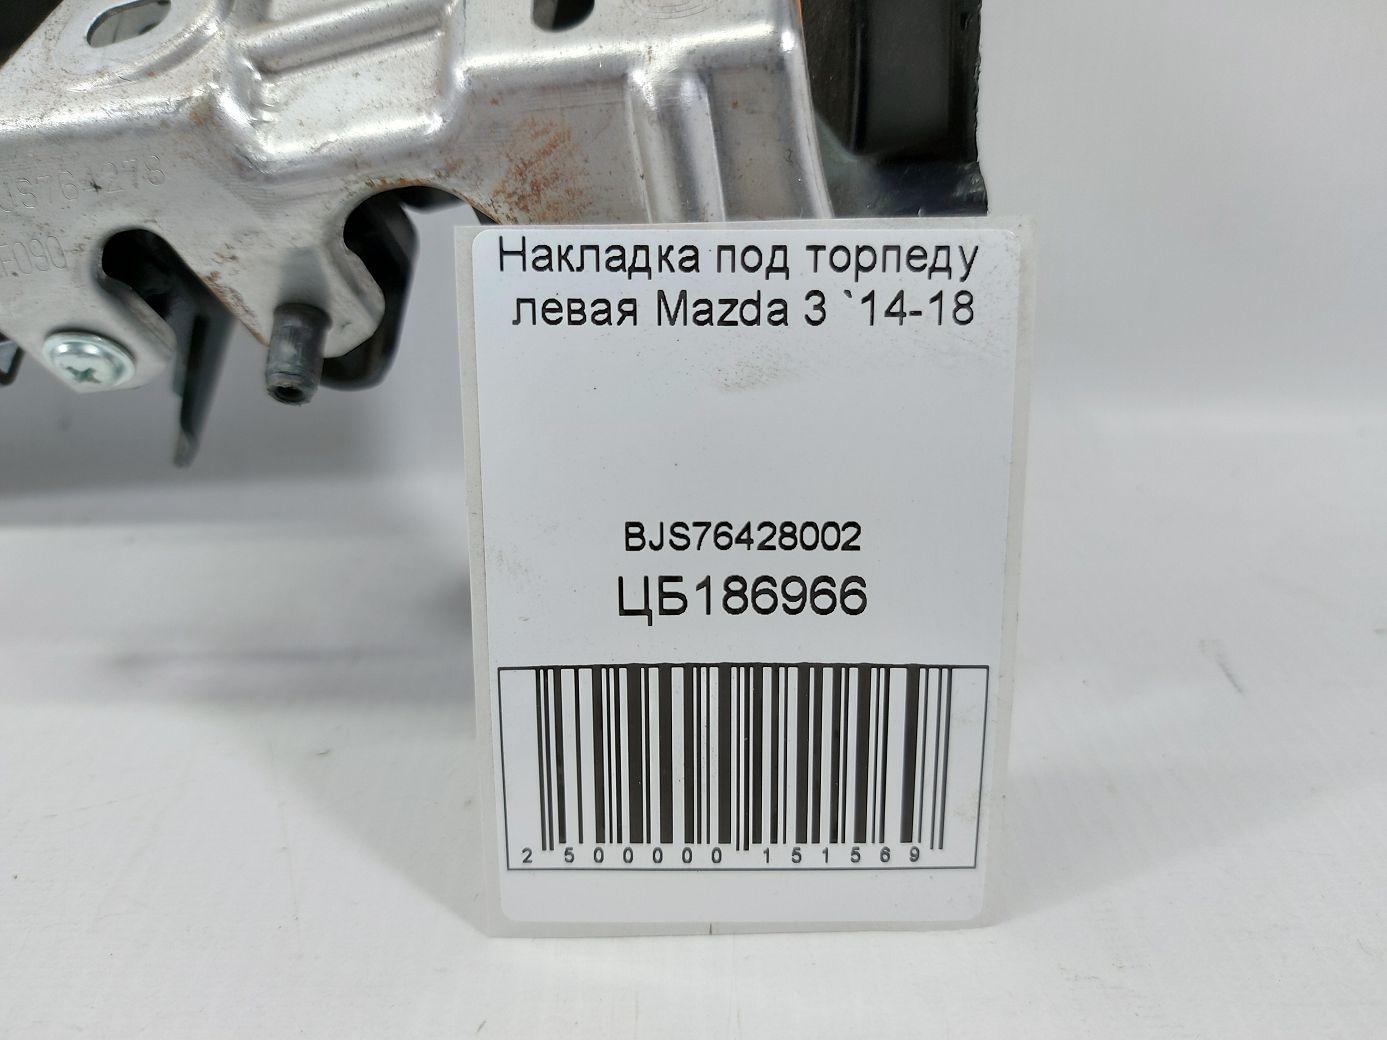 Накладка под торпеду
левая Mazda 3 `14-18
BJS76428002
ЦБ186966
2 500000 151569